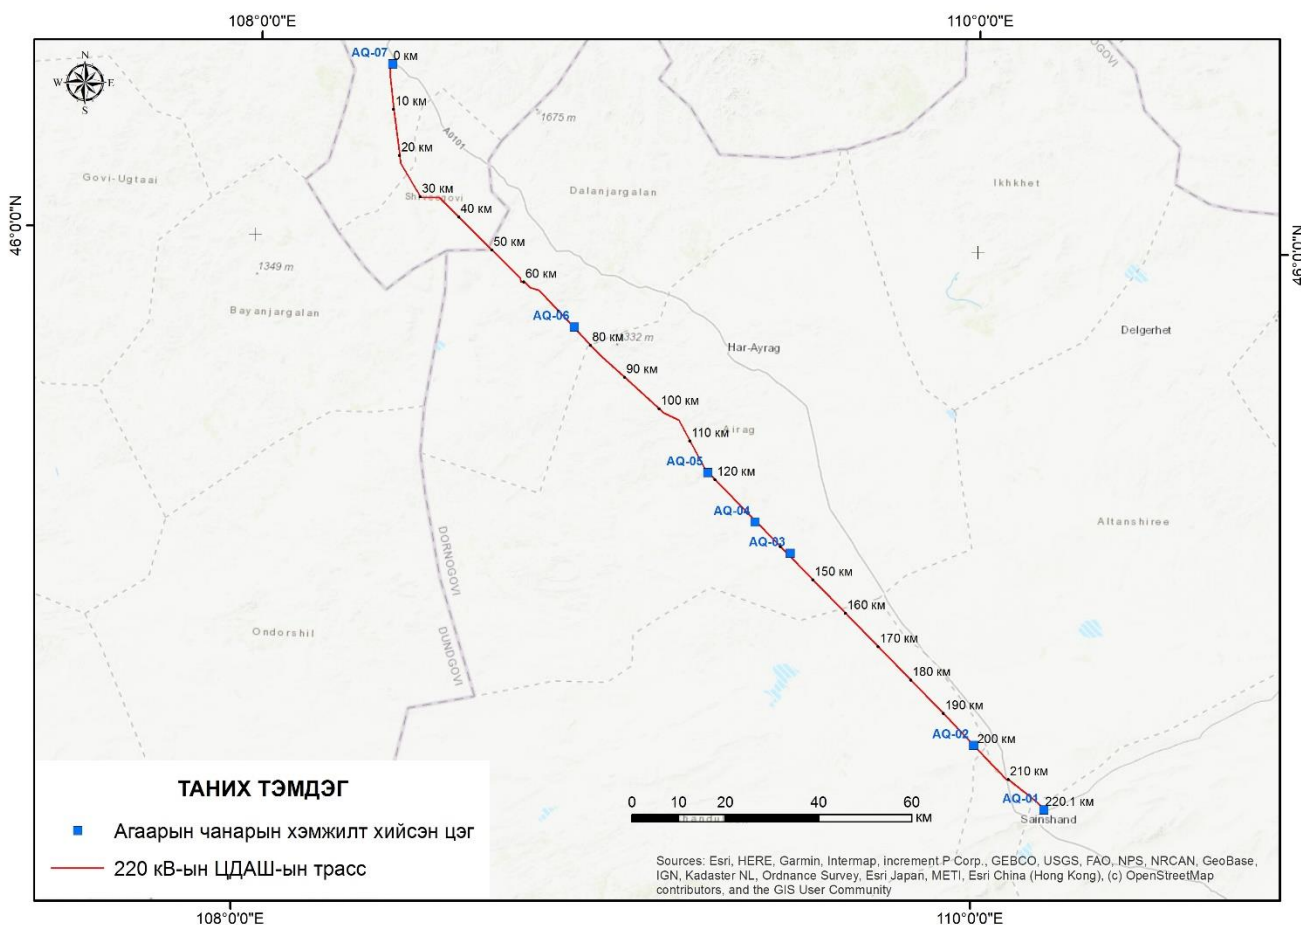 108°0'0"E
110°0'0"E
AQ-07
0 км
N
W
E
S
10 км
1675 m
A0101
20 км
Govi-Ugtaai
30 км
Dalanjargalan
Ikhkhet
40 км
46°0'0"N
50 км
46°0'0"N
1349 m
60 км
Bayanjargalan
AQ-06
Delgerhet
80 км
Har-Ayrag
90 км
100 км
Airag
110 км
AQ-05
120 км
AQ-04
Altanshiree
AQ-03
DORNOGOVI
150 км
160 км
Ondorshil
DUNDGOVI
170 км
180 км
190 км
AQ-02
200 км
210 км
ТАНИХ ТЭМДЭГ
AQ-01
220.1 км
0 10 20 40 60
км
Sainshand
Агаарын чанарын хэмжилт хийсэн цэг
220 кВ-ын ЦДАШ-ын трасс
Sources: Esri, HERE, Garmin, Intermap, increment P Corp., GEBCO, USGS, FAO, NPS, NRCAN, GeoBase,
IGN, Kadaster NL, Ordnance Survey, Esri Japan, METI, Esri China (Hong Kong), (c) OpenStreetMap
contributors, and the GIS User Community
108°0'0"E
110°0'0"E